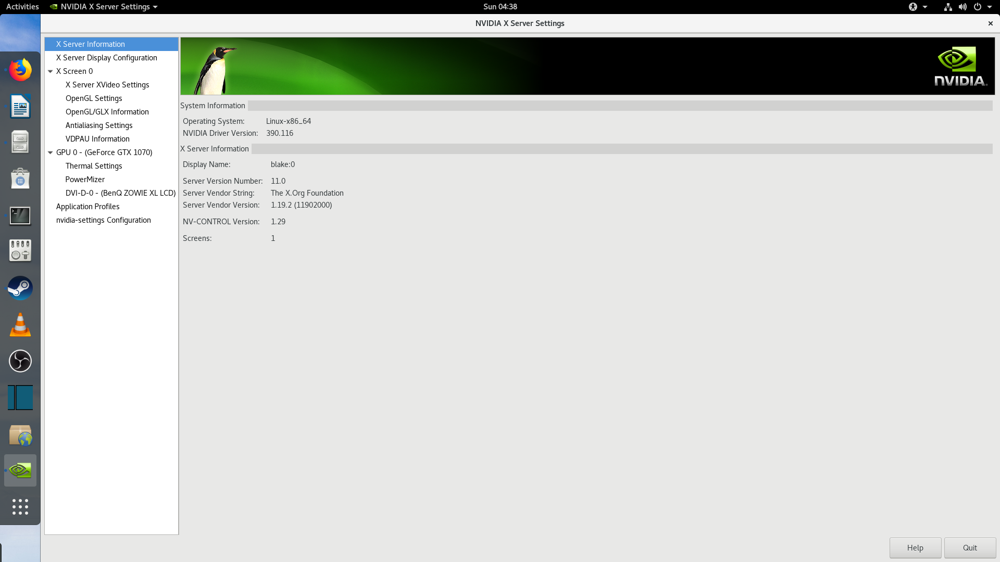 Activities
NVIDIA X Server Settings
Sun 04:38
NVIDIA X Server Settings
X Server Information
X Server Display Configuration
X Screen 0
X Server XVideo Settings
OpenGL Settings
OpenGL/GLX Information
Antialiasing Settings
VDPAU Information
GPU 0 - (GeForce GTX 1070)
Thermal Settings
PowerMizer
DVI-D-0 - (BenQ ZOWIE XL LCD)
Application Profiles
nvidia-settings Configuration
NVIDIA.
System Information
Operating System: Linux-x86_64
NVIDIA Driver Version: 390.116
X Server Information
Display Name: blake:0
Server Version Number: 11.0
Server Vendor String: The X.Org Foundation
Server Vendor Version: 1.19.2 (11902000)
NV-CONTROL Version: 1.29
Screens: 1
Help
Quit